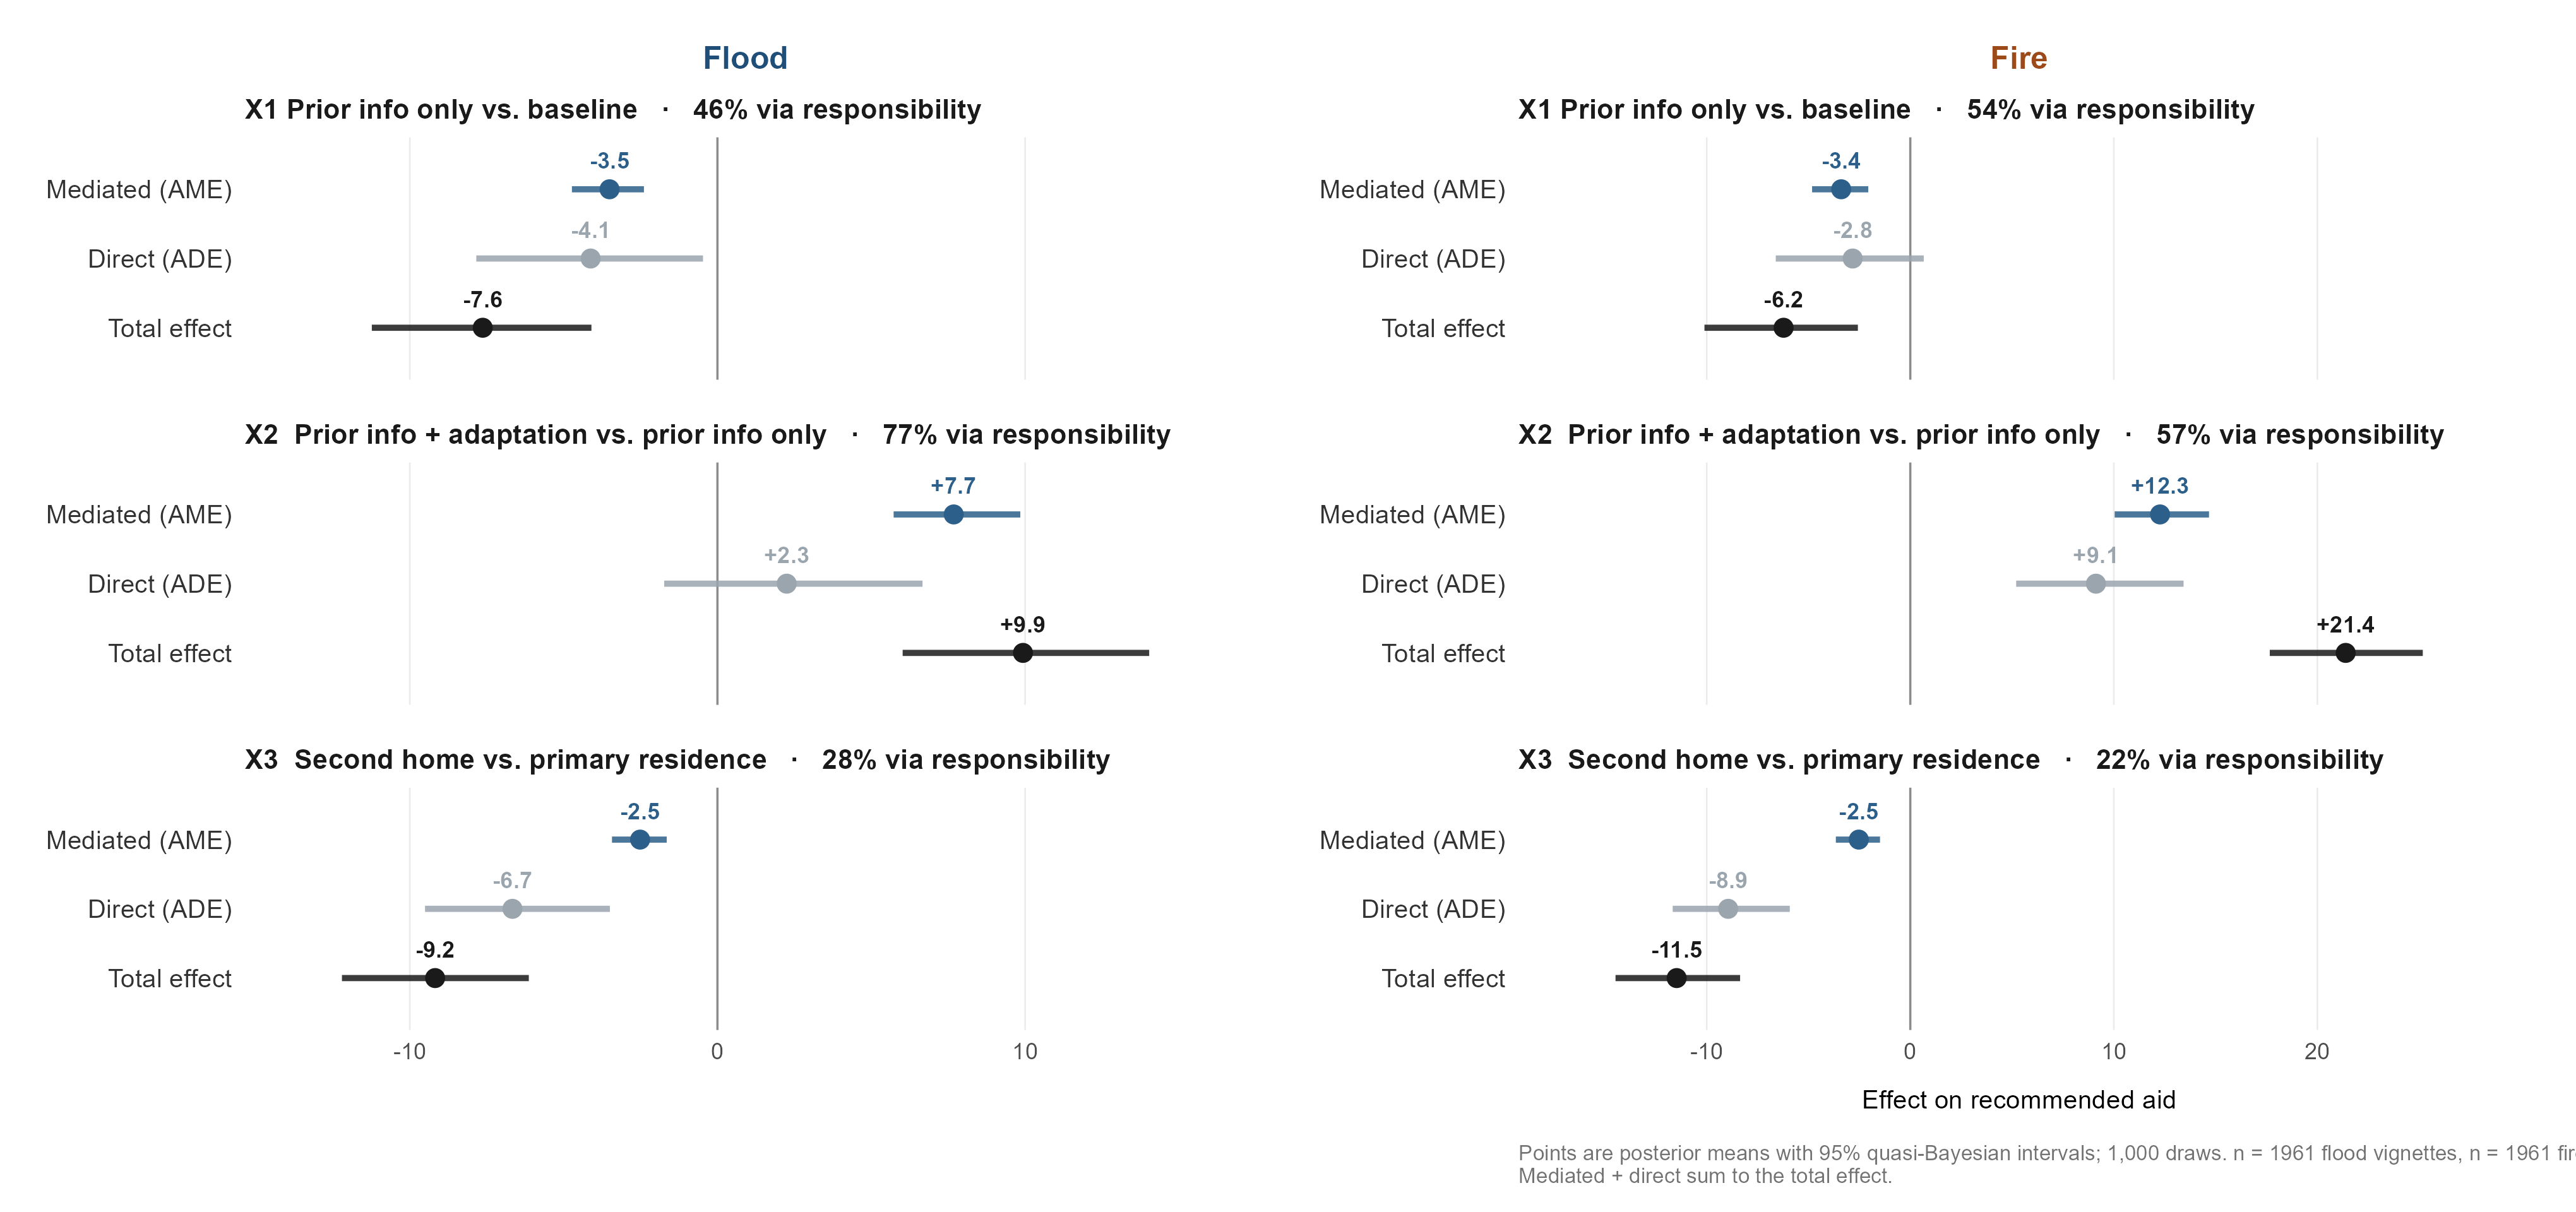 Flood
X1 Prior info only vs. baseline · 46% via responsibility
Mediated (AME)
-3.5
Direct (ADE)
-4.1
Total effect
-7.6
X2 Prior info + adaptation vs. prior info only · 77% via responsibility
Mediated (AME)
+7.7
Direct (ADE)
+2.3
Total effect
+9.9
X3 Second home vs. primary residence · 28% via responsibility
Mediated (AME)
-2.5
Direct (ADE)
-6.7
Total effect
-9.2
-10 0 10
Fire
X1 Prior info only vs. baseline · 54% via responsibility
Mediated (AME)
-3.4
Direct (ADE)
-2.8
Total effect
-6.2
X2 Prior info + adaptation vs. prior info only · 57% via responsibility
Mediated (AME)
+12.3
Direct (ADE)
+9.1
Total effect
+21.4
X3 Second home vs. primary residence · 22% via responsibility
Mediated (AME)
-2.5
Direct (ADE)
-8.9
Total effect
-11.5
-10 0 10 20
Effect on recommended aid
Points are posterior means with 95% quasi-Bayesian intervals; 1,000 draws. n = 1961 flood vignettes, n = 1961
Mediated + direct sum to the total effect.